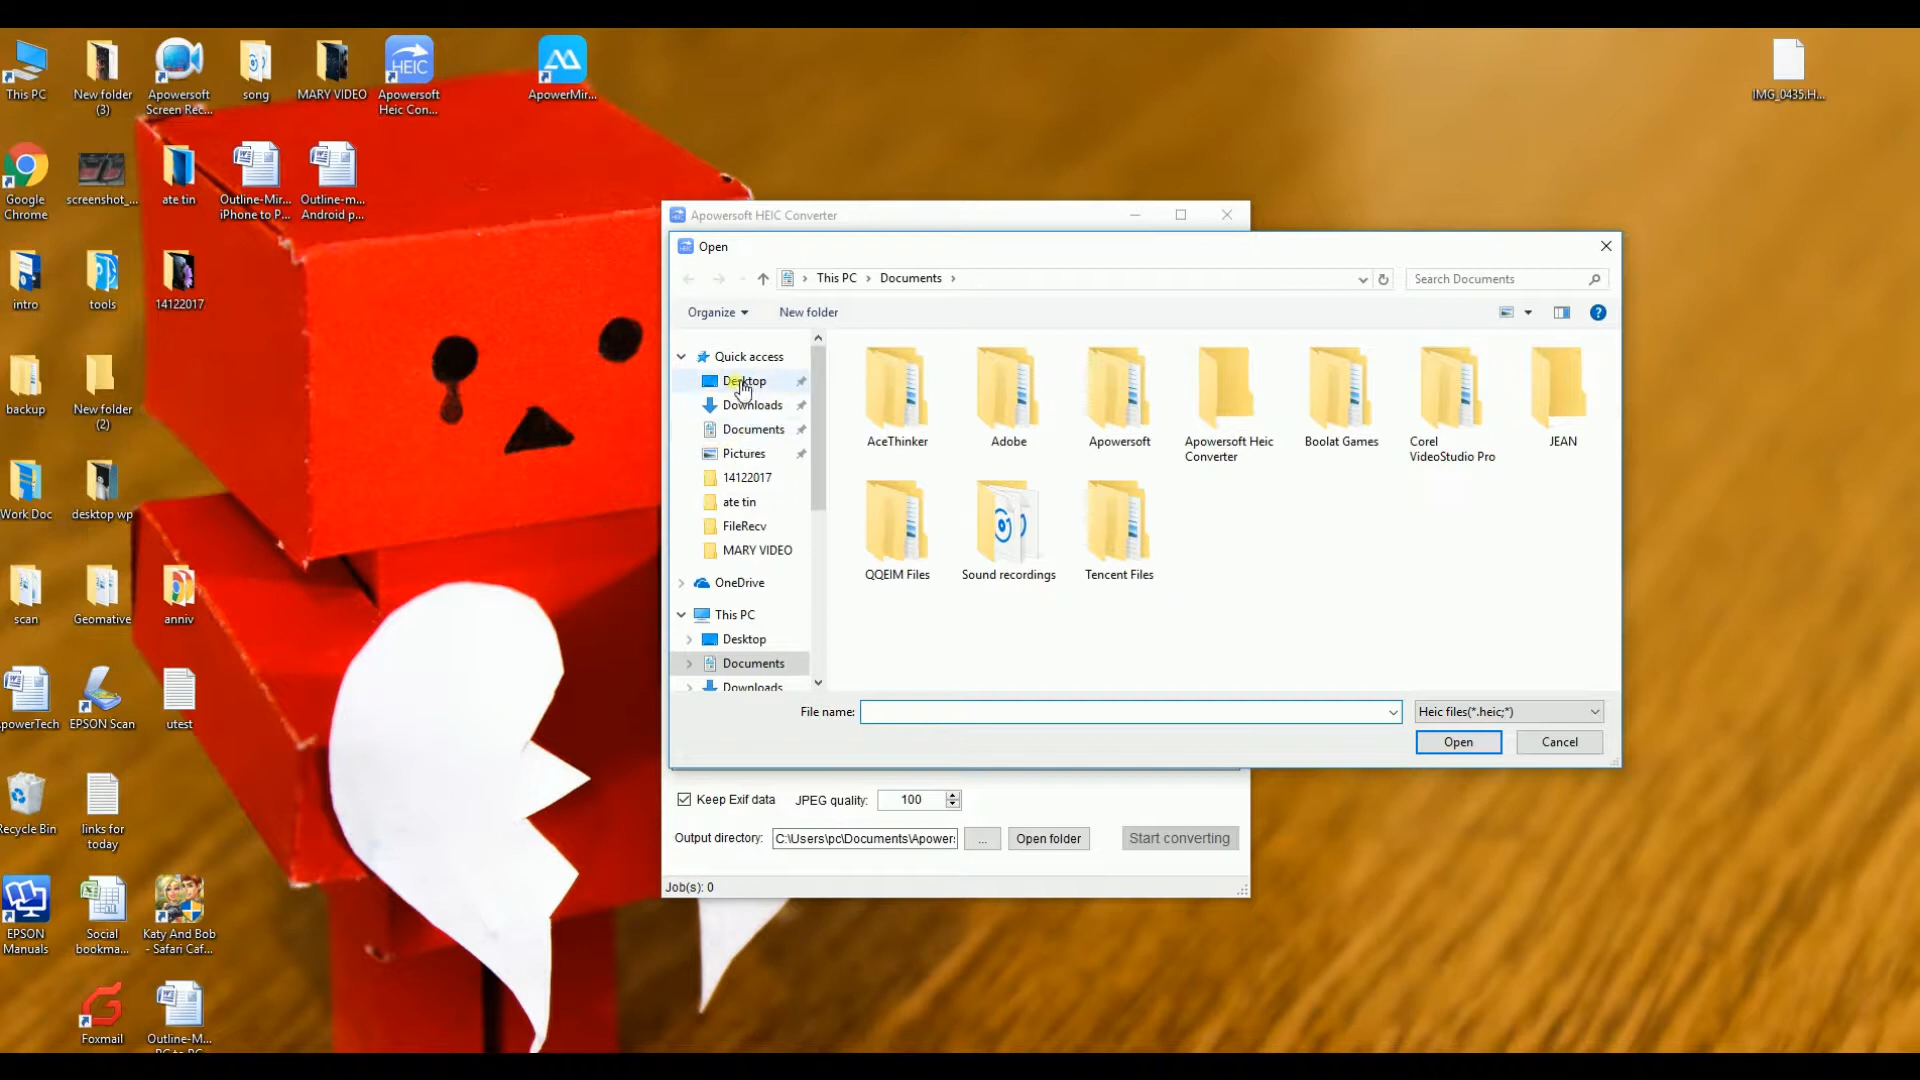 This PC
New folder
(3)
Apowersoft
Screen Rec...
song
MARY VIDEO
HEIC
Apowersoft
Heic Con...
ApowerMir...
IMG_0435.H...
Google
Chrome
screenshot_...
ate tin
Outline-Mir...
iPhone to P...
Outline-m...
Android p...
intro
tools
14122017
backup
New folder
(2)
Work Doc
desktop wp
scan
Geomative
anniv
powerTech
EPSON Scan
utest
Recycle Bin
links for
today
EPSON
Manuals
Social
bookma...
Katy And Bob
- Safari Caf...
Foxmail
Outline-M...
Apowersoft HEIC Converter
Open
This PC
Documents
Search Documents
Organize
New folder
Quick access
Desktop
Downloads
Documents
Pictures
14122017
ate tin
FileRecv
MARY VIDEO
OneDrive
This PC
Desktop
Documents
Downloads
AceThinker
Adobe
Apowersoft
Apowersoft Heic
Converter
Boolat Games
Corel
VideoStudio Pro
JEAN
QQEIM Files
Sound recordings
Tencent Files
File name:
Heic files(*.heic;*)
Open
Cancel
Keep Exif data
JPEG quality:
100
Output directory:
C:\Users\pc\Documents\Apower:
...
Open folder
Start converting
Job(s): 0